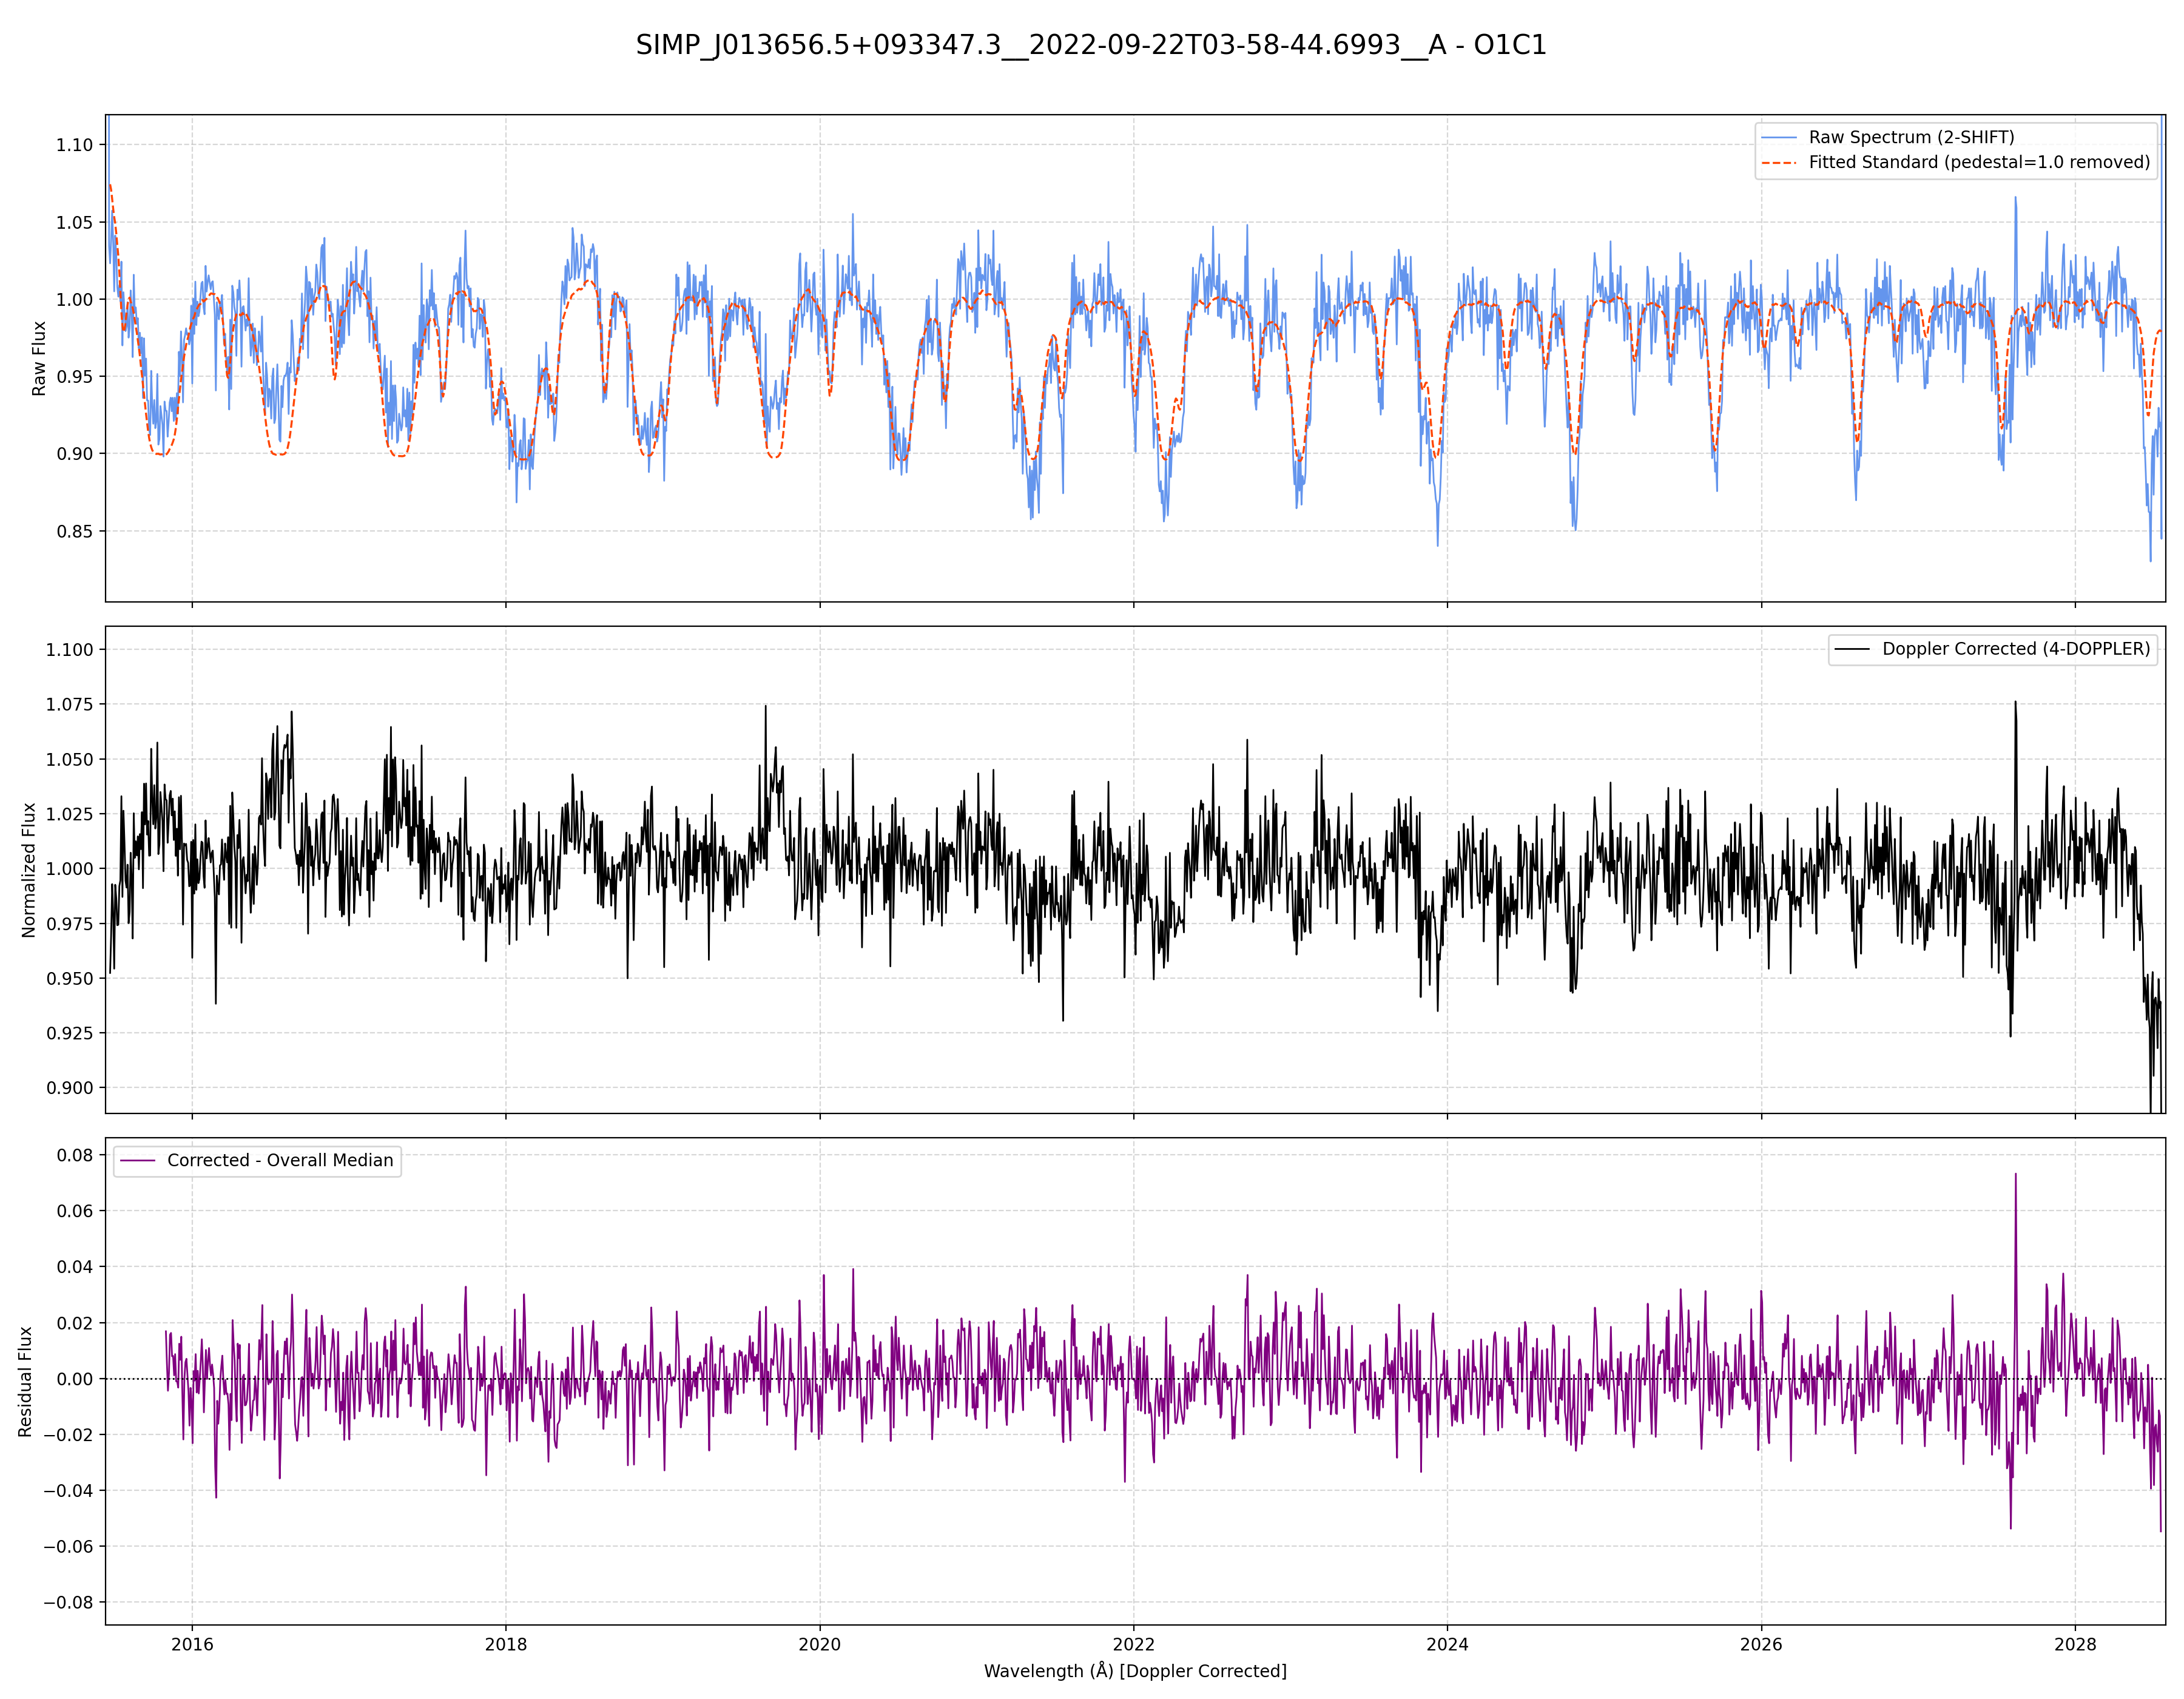 SIMP_J013656.5+093347.3__2022-09-22T03-58-44.6993__A - O1C1
Raw Flux
1.10
1.05
1.00
0.95
0.90
0.85
Raw Spectrum (2-SHIFT)
Fitted Standard (pedestal=1.0 removed)
Normalized Flux
1.100
1.075
1.050
1.025
1.000
0.975
0.950
0.925
0.900
Doppler Corrected (4-DOPPLER)
Residual Flux
0.08
0.06
0.04
0.02
0.00
−0.02
−0.04
−0.06
−0.08
Corrected - Overall Median
2016 2018 2020 2022 2024 2026 2028
Wavelength (Å) [Doppler Corrected]